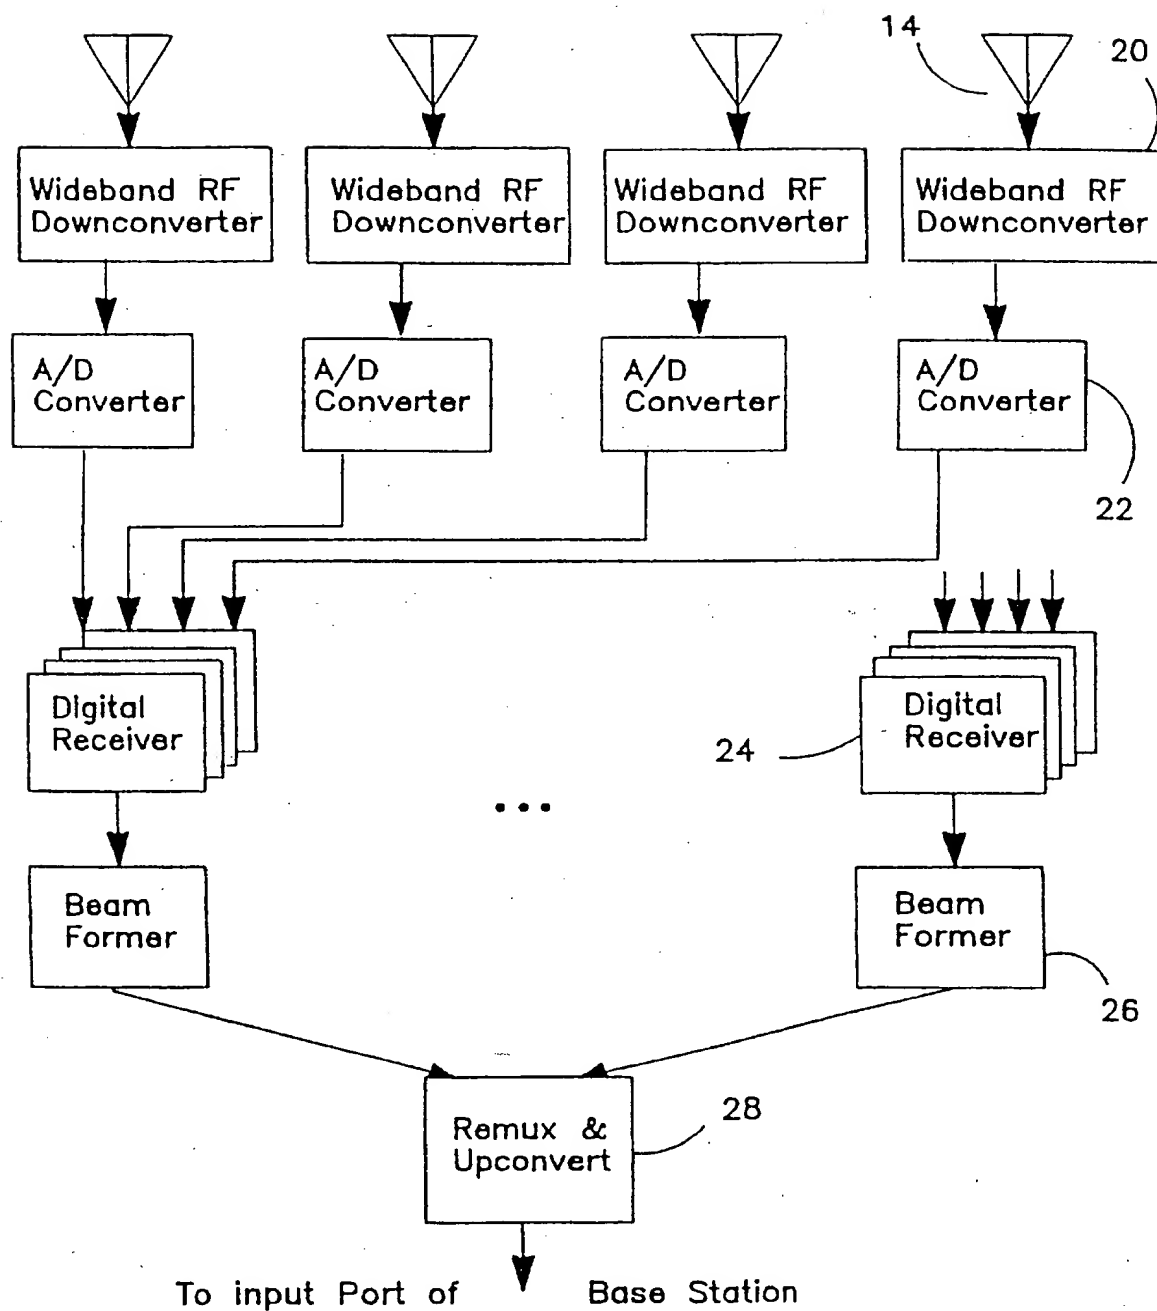 14
20
Wideband RF
Downconverter
Wideband RF
Downconverter
Wideband RF
Downconverter
Wideband RF
Downconverter
A/D
Converter
A/D
Converter
A/D
Converter
A/D
Converter
22
Digital
Receiver
Digital
Receiver
24
...
Beam
Former
Beam
Former
26
28
Remux &
Upconvert
To input Port of Base Station